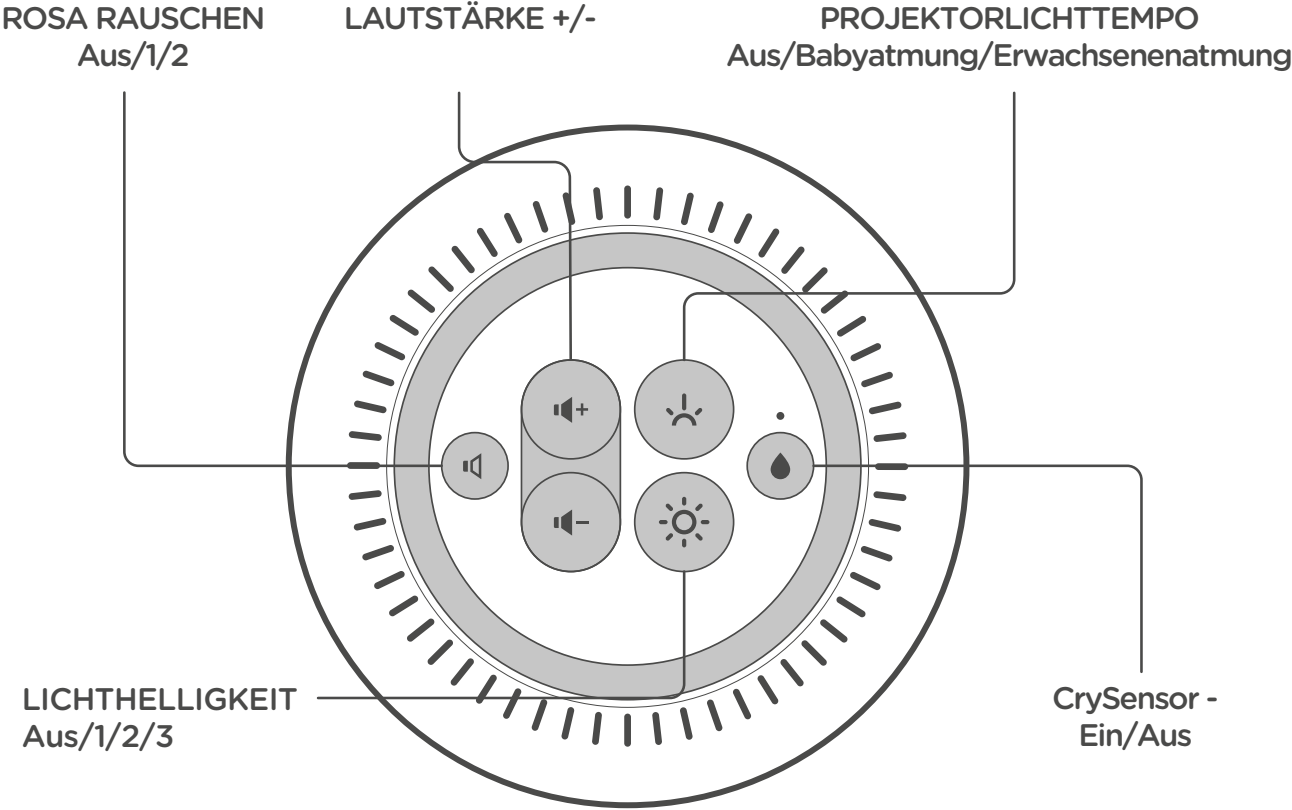 ROSA RAUSCHEN
Aus/1/2
LAUTSTÄRKE +/-
PROJEKTORLICHTTEMPO
Aus/Babyatmung/Erwachsenenatmung
LICHTHELLIGKEIT
Aus/1/2/3
CrySensor -
Ein/Aus